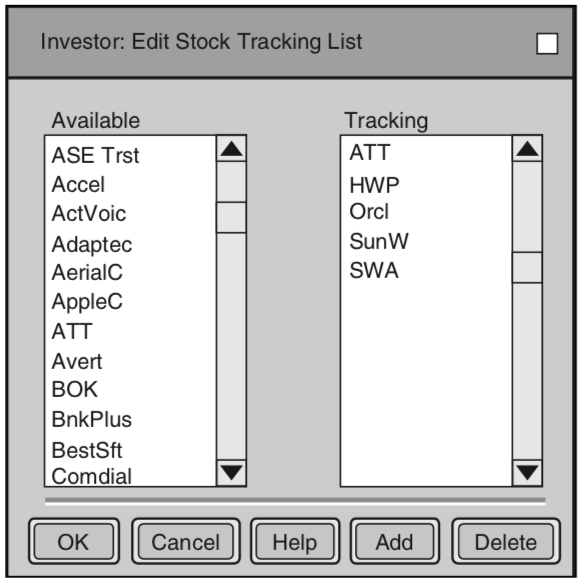 Investor: Edit Stock Tracking List
Available
ASE Trst
Accel
ActVoic
Adaptec
AerialC
AppleC
ATT
Avert
BOK
BnkPlus
BestSft
Comdial
Tracking
ATT
HWP
Orcl
SunW
SWA
OK Cancel Help Add Delete